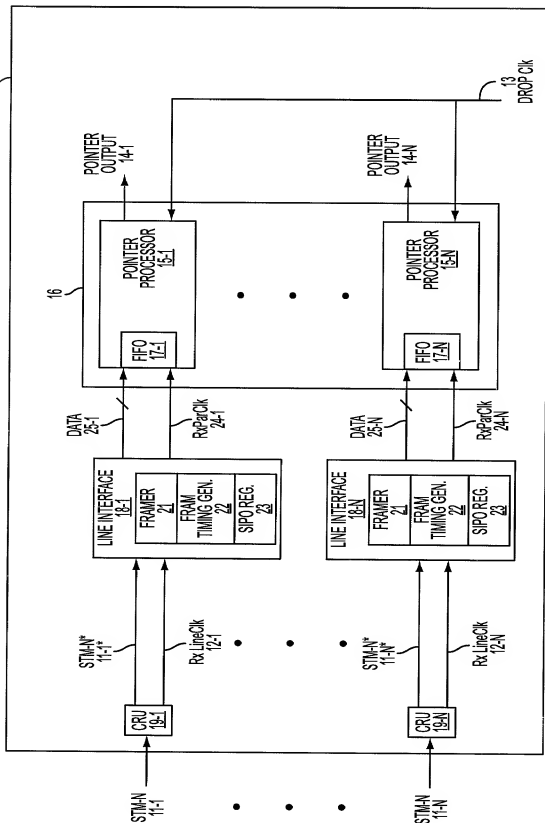 STM-N
11-1
CRU
19-1
STM-N*
11-1*
Rx LineClk
12-1
LINE INTERFACE
18-1
FRAMER
21
FRAM
TIMING GEN.
22
SIPO REG.
23
DATA
25-1
RxParClk
24-1
16
FIFO
17-1
POINTER
PROCESSOR
15-1
POINTER
OUTPUT
14-1
13
DROP Clk
STM-N
11-N
CRU
19-N
STM-N*
11-N*
Rx LineClk
12-N
LINE INTERFACE
18-N
FRAMER
21
FRAM
TIMING GEN.
22
SIPO REG.
23
DATA
25-N
RxParClk
24-N
FIFO
17-N
POINTER
PROCESSOR
15-N
POINTER
OUTPUT
14-N